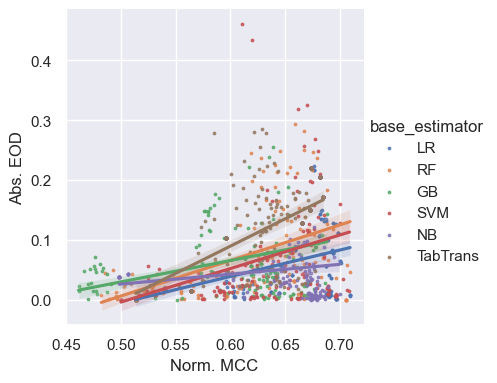 Abs. EOD
0.4
0.3
0.2
0.1
0.0
0.45 0.50 0.55 0.60 0.65 0.70
Norm. MCC
base_estimator
LR
RF
GB
SVM
NB
TabTrans